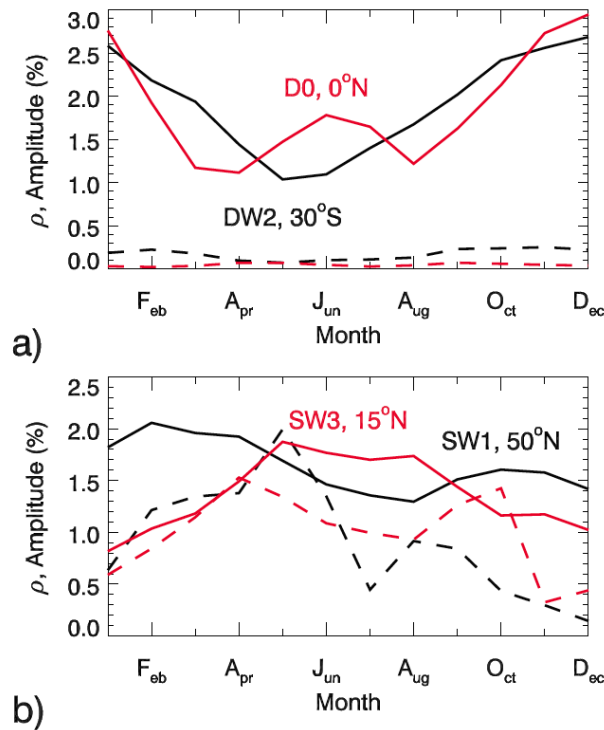 3.0
2.5
2.0
1.5
1.0
0.5
0.0
ρ, Amplitude (%)
D0, 0°N
DW2, 30°S
Feb Apr Jun Aug Oct Dec
Month
a)
2.5
2.0
1.5
1.0
0.5
0.0
ρ, Amplitude (%)
SW3, 15°N
SW1, 50°N
Feb Apr Jun Aug Oct Dec
Month
b)